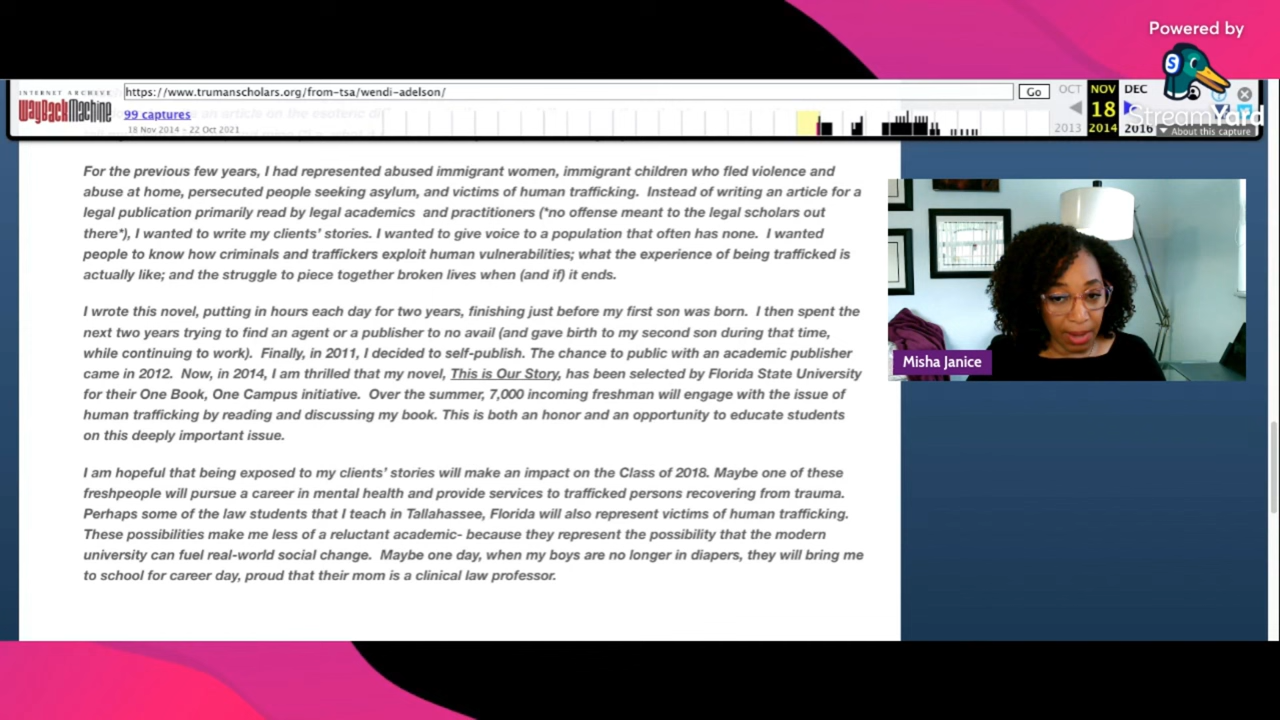 Powered by
StreamYard
INTERNET ARCHIVE
WayBackMachine
https://www.trumanscholars.org/from-tsa/wendi-adelson/
Go
OCT
NOV
DEC
99 captures
18
18 Nov 2014 – 22 Oct 2021
2013
2014
2016
About this capture
an article on the esoteric
For the previous few years, I had represented abused immigrant women, immigrant children who fled violence and
abuse at home, persecuted people seeking asylum, and victims of human trafficking.  Instead of writing an article for a
legal publication primarily read by legal academics  and practitioners (*no offense meant to the legal scholars out
there*), I wanted to write my clients' stories. I wanted to give voice to a population that often has none.  I wanted
people to know how criminals and traffickers exploit human vulnerabilities; what the experience of being trafficked is
actually like; and the struggle to piece together broken lives when (and if) it ends.
I wrote this novel, putting in hours each day for two years, finishing just before my first son was born.  I then spent the
next two years trying to find an agent or a publisher to no avail (and gave birth to my second son during that time,
while continuing to work).  Finally, in 2011, I decided to self-publish. The chance to public with an academic publisher
came in 2012.  Now, in 2014, I am thrilled that my novel, This is Our Story, has been selected by Florida State University
for their One Book, One Campus initiative.  Over the summer, 7,000 incoming freshman will engage with the issue of
human trafficking by reading and discussing my book. This is both an honor and an opportunity to educate students
on this deeply important issue.
I am hopeful that being exposed to my clients' stories will make an impact on the Class of 2018. Maybe one of these
freshpeople will pursue a career in mental health and provide services to trafficked persons recovering from trauma.
Perhaps some of the law students that I teach in Tallahassee, Florida will also represent victims of human trafficking.
These possibilities make me less of a reluctant academic- because they represent the possibility that the modern
university can fuel real-world social change.  Maybe one day, when my boys are no longer in diapers, they will bring me
to school for career day, proud that their mom is a clinical law professor.
Misha Janice